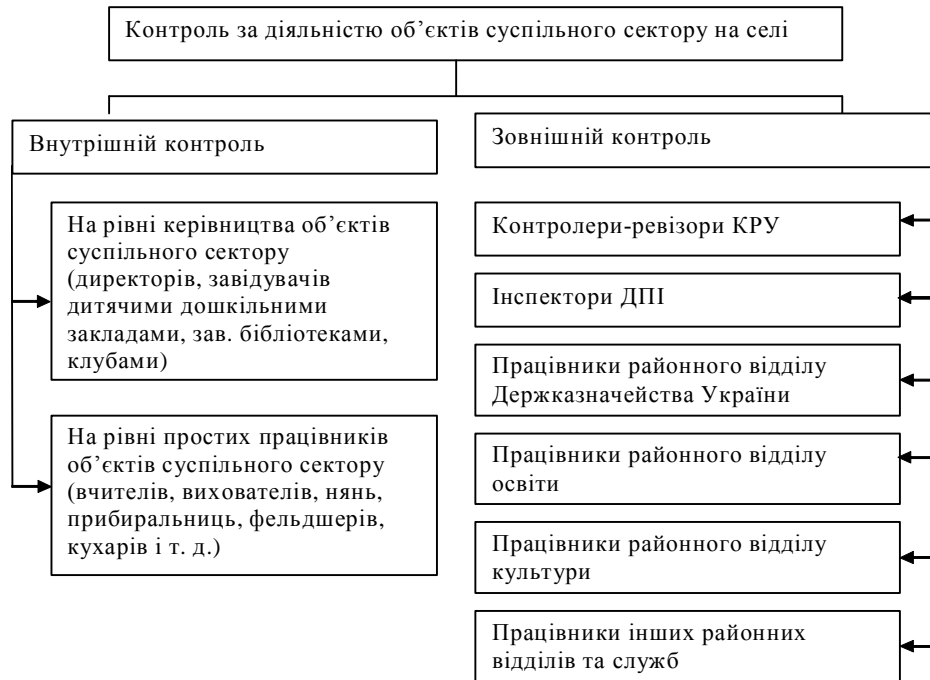 Контроль за діяльністю об’єктів суспільного сектору на селі
Внутрішній контроль
На рівні керівництва об’єктів
суспільного сектору
(директорів, завідувачів
дитячими дошкільними
закладами, зав. бібліотеками,
клубами)
На рівні простих працівників
об’єктів суспільного сектору
(вчителів, вихователів, нянь,
прибиральниць, фельдшерів,
кухарів і т. д.)
Зовнішній контроль
Контролери-ревізори КРУ
Інспектори ДПІ
Працівники районного відділу
Держказначейства України
Працівники районного відділу
освіти
Працівники районного відділу
культури
Працівники інших районних
відділів та служб